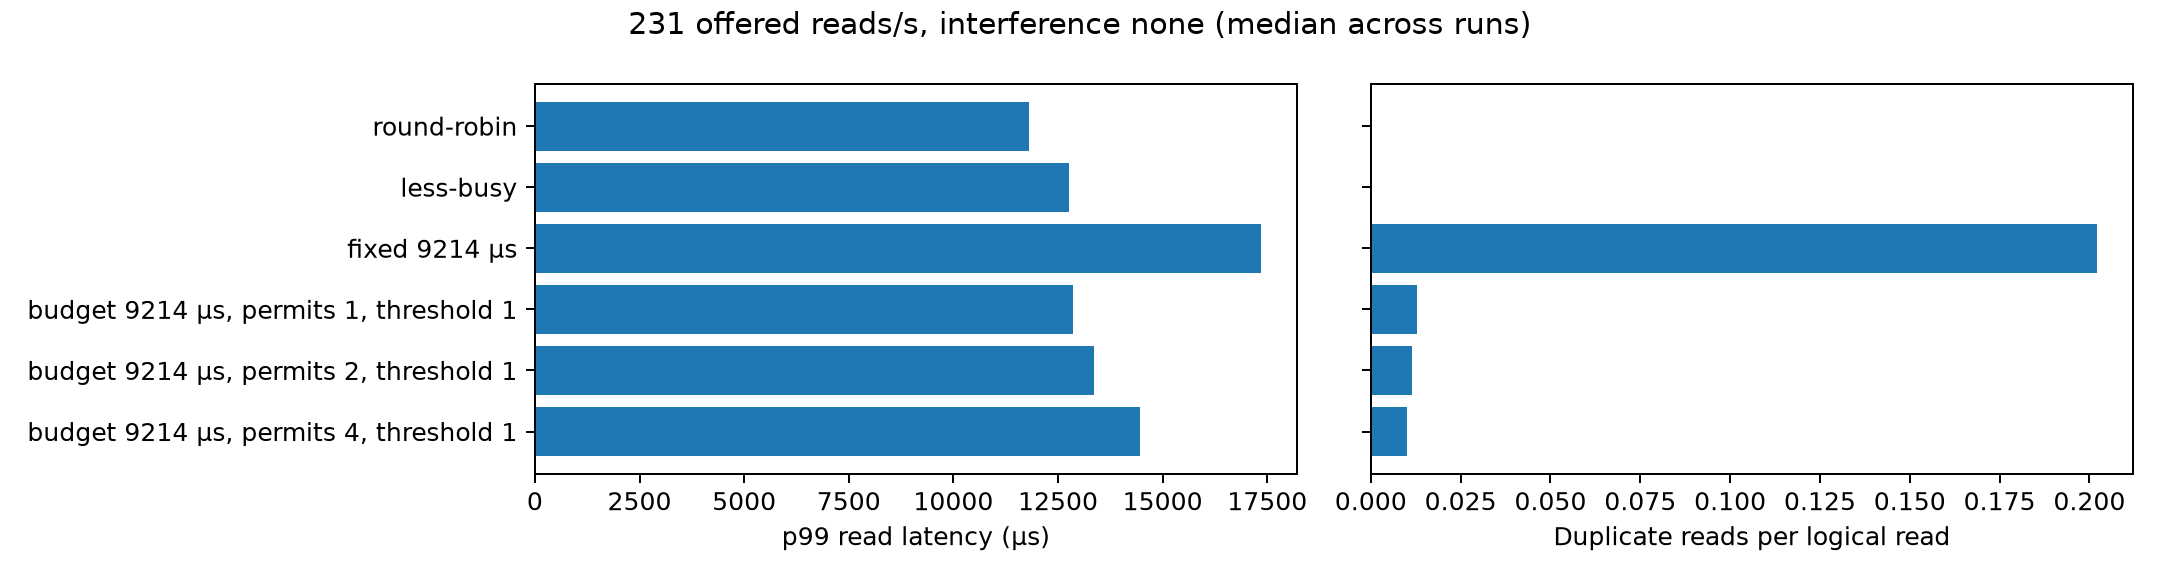 231 offered reads/s, interference none (median across runs)
round-robin
less-busy
fixed 9214 µs
budget 9214 µs, permits 1, threshold 1
budget 9214 µs, permits 2, threshold 1
budget 9214 µs, permits 4, threshold 1
0 2500 5000 7500 10000 12500 15000 17500
p99 read latency (µs)
0.000 0.025 0.050 0.075 0.100 0.125 0.150 0.175 0.200
Duplicate reads per logical read